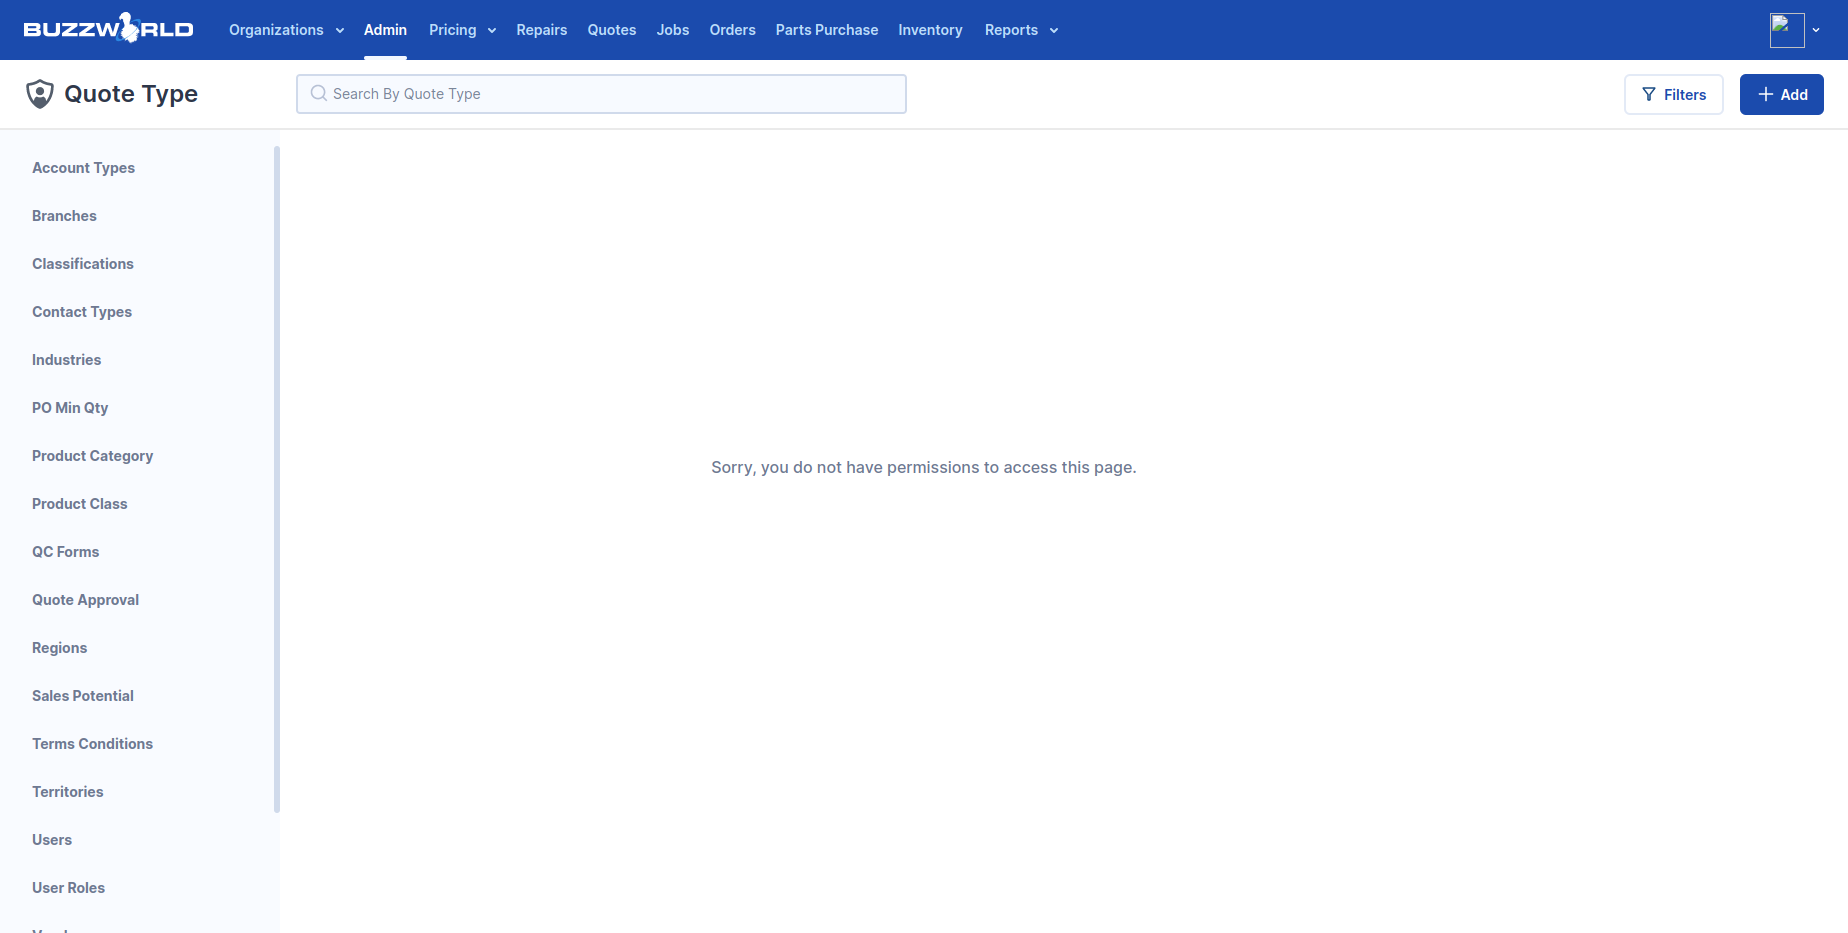 BUZZWORLD
Organizations Admin Pricing Repairs Quotes Jobs Orders Parts Purchase Inventory Reports
Quote Type
Search By Quote Type
Filters
Add
Account Types
Branches
Classifications
Contact Types
Industries
PO Min Qty
Product Category
Product Class
QC Forms
Quote Approval
Regions
Sales Potential
Terms Conditions
Territories
Users
User Roles
Sorry, you do not have permissions to access this page.